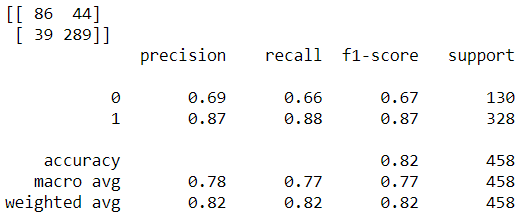 [[ 86 44]
[ 39 289]]
precision recall f1-score support
0 0.69 0.66 0.67 130
1 0.87 0.88 0.87 328
accuracy 0.82 458
macro avg 0.78 0.77 0.77 458
weighted avg 0.82 0.82 0.82 458